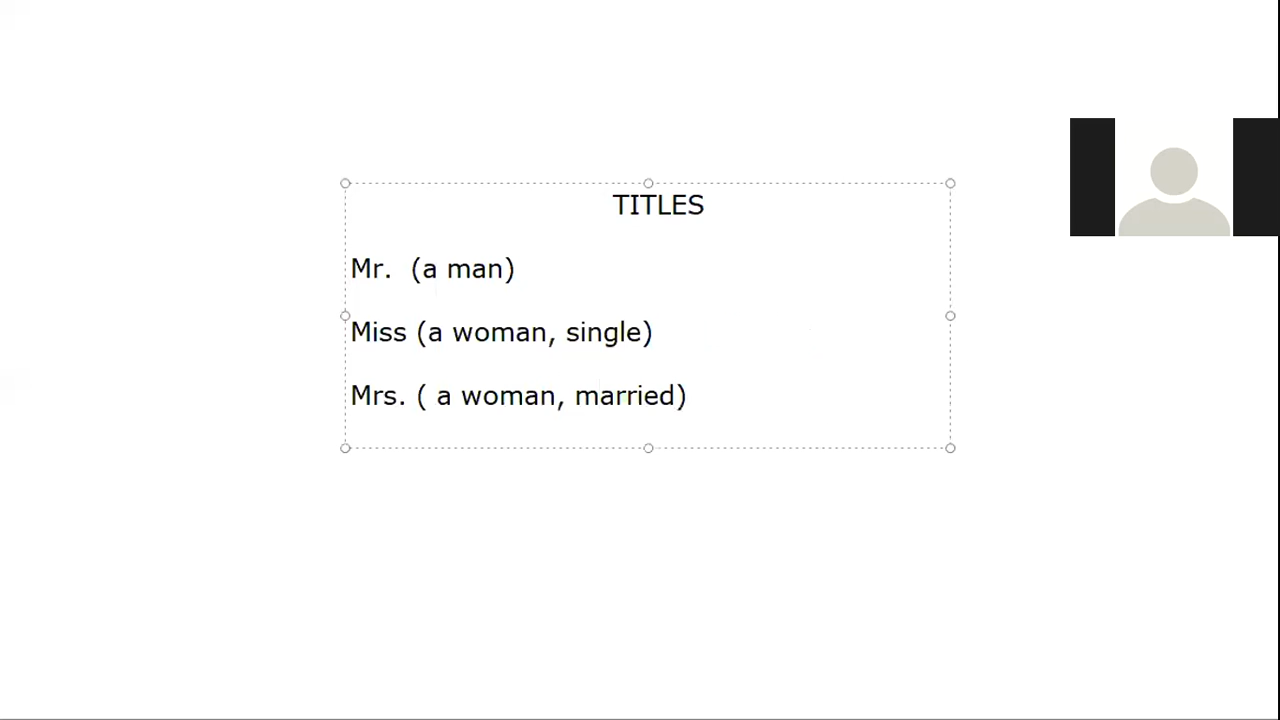 TITLES
Mr.  (a man)
Miss (a woman, single)
Mrs. ( a woman, married)